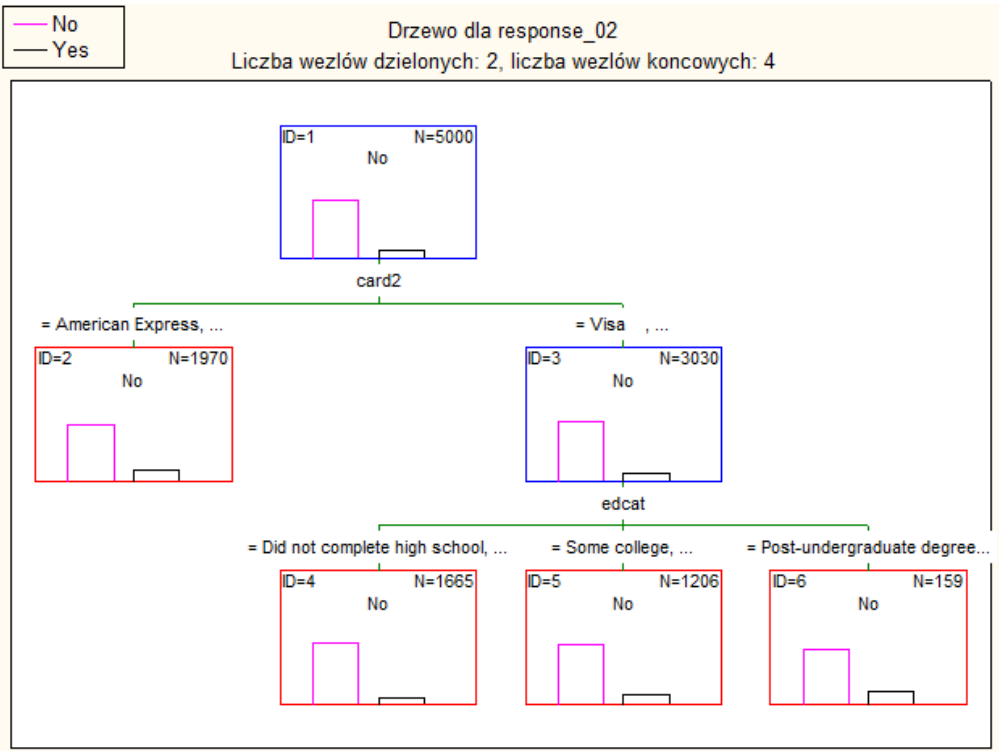 No
Yes
Drzewo dla response_02
Liczba wezlów dzielonych: 2, liczba wezlów koncowych: 4
ID=1 N=5000
No
card2
= American Express, ... = Visa , ...
ID=2 N=1970 ID=3 N=3030
No No
edcat
= Did not complete high school, ... = Some college, ... = Post-undergraduate degree...
ID=4 N=1665 ID=5 N=1206 ID=6 N=159
No No No